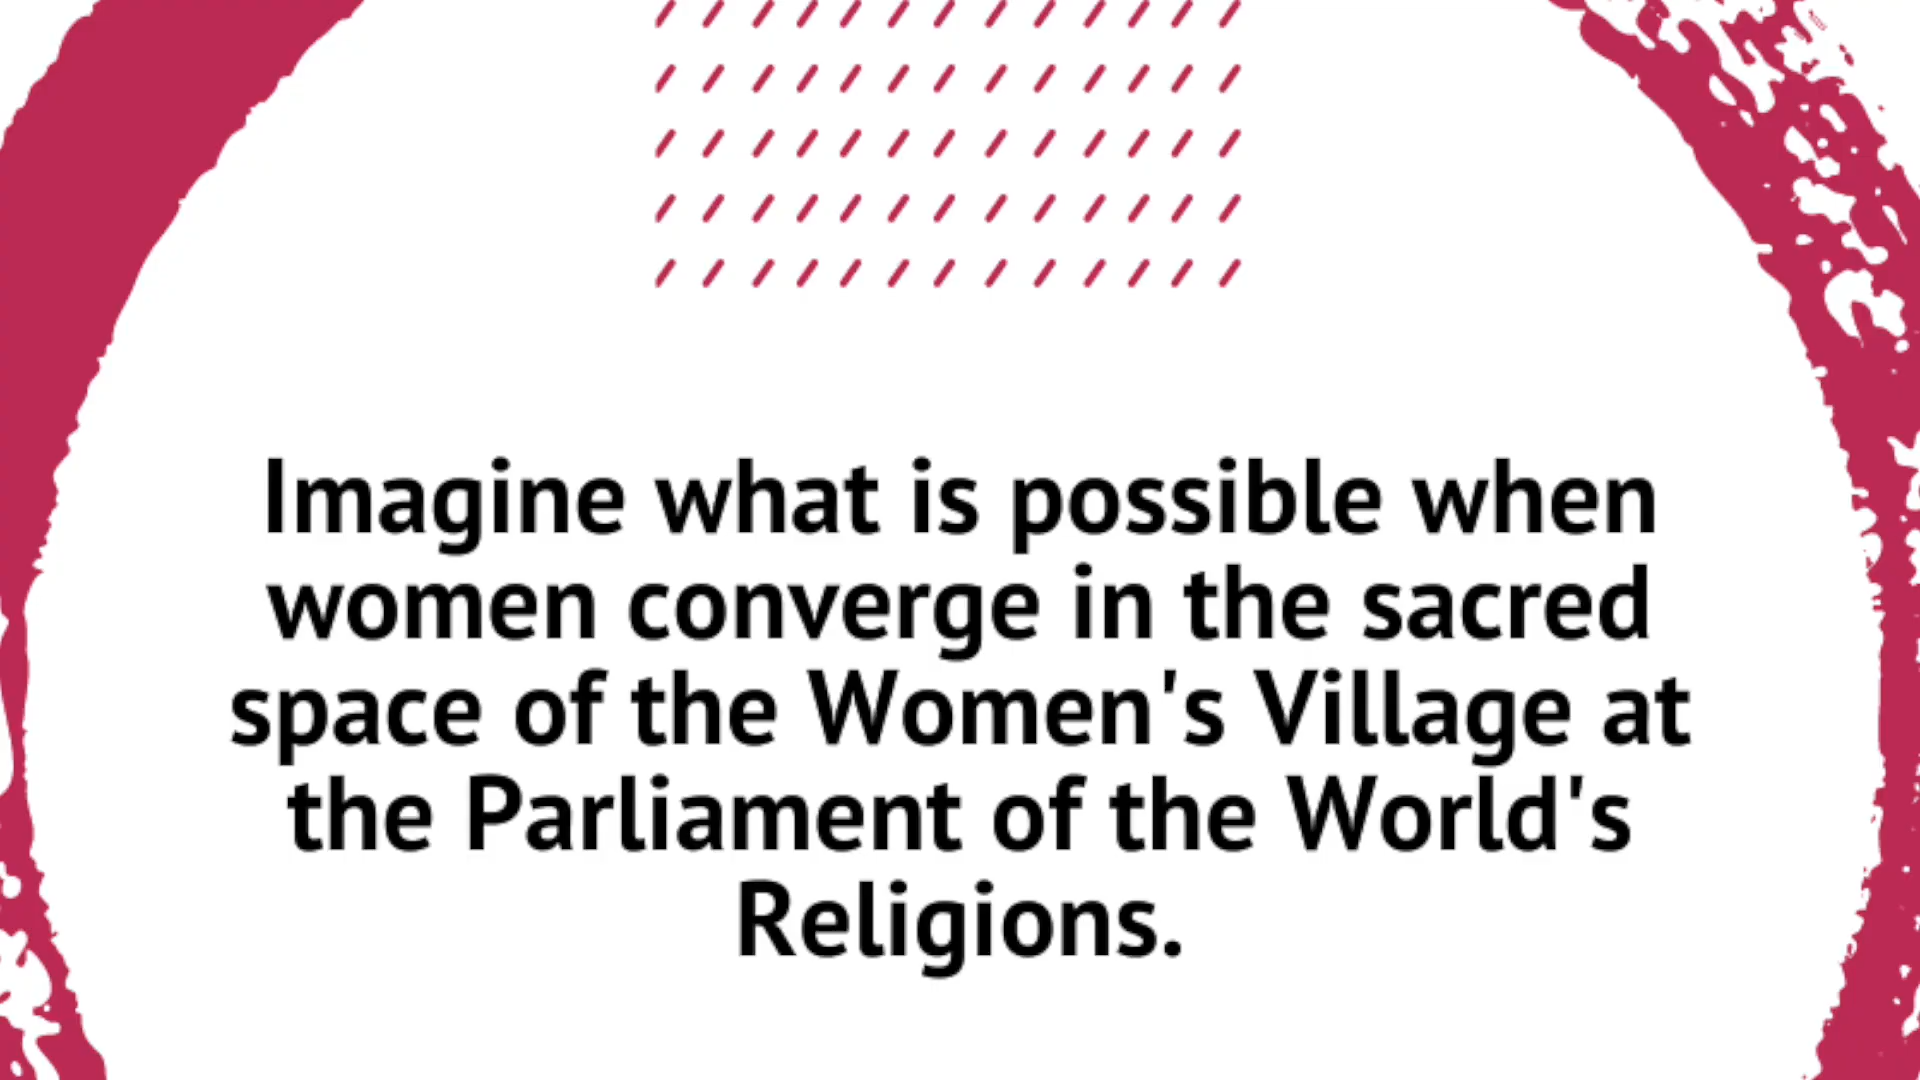 Imagine what is possible when
women converge in the sacred
space of the Women's Village at
the Parliament of the World's
Religions.